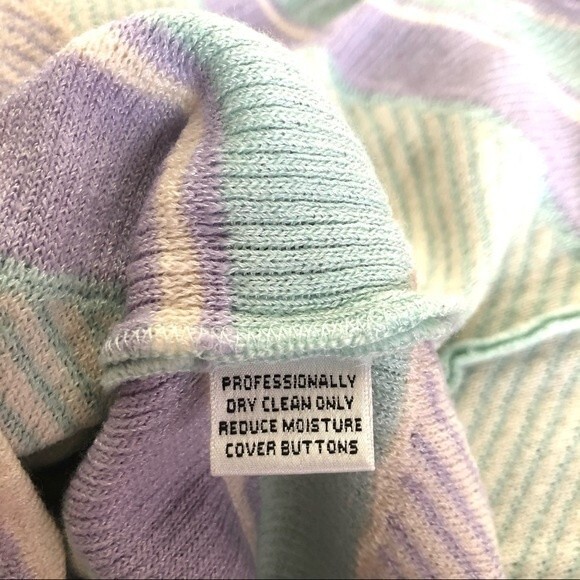 PROFESSIONALLY
DRY CLEAN ONLY
REDUCE MOISTURE
COVER BUTTONS